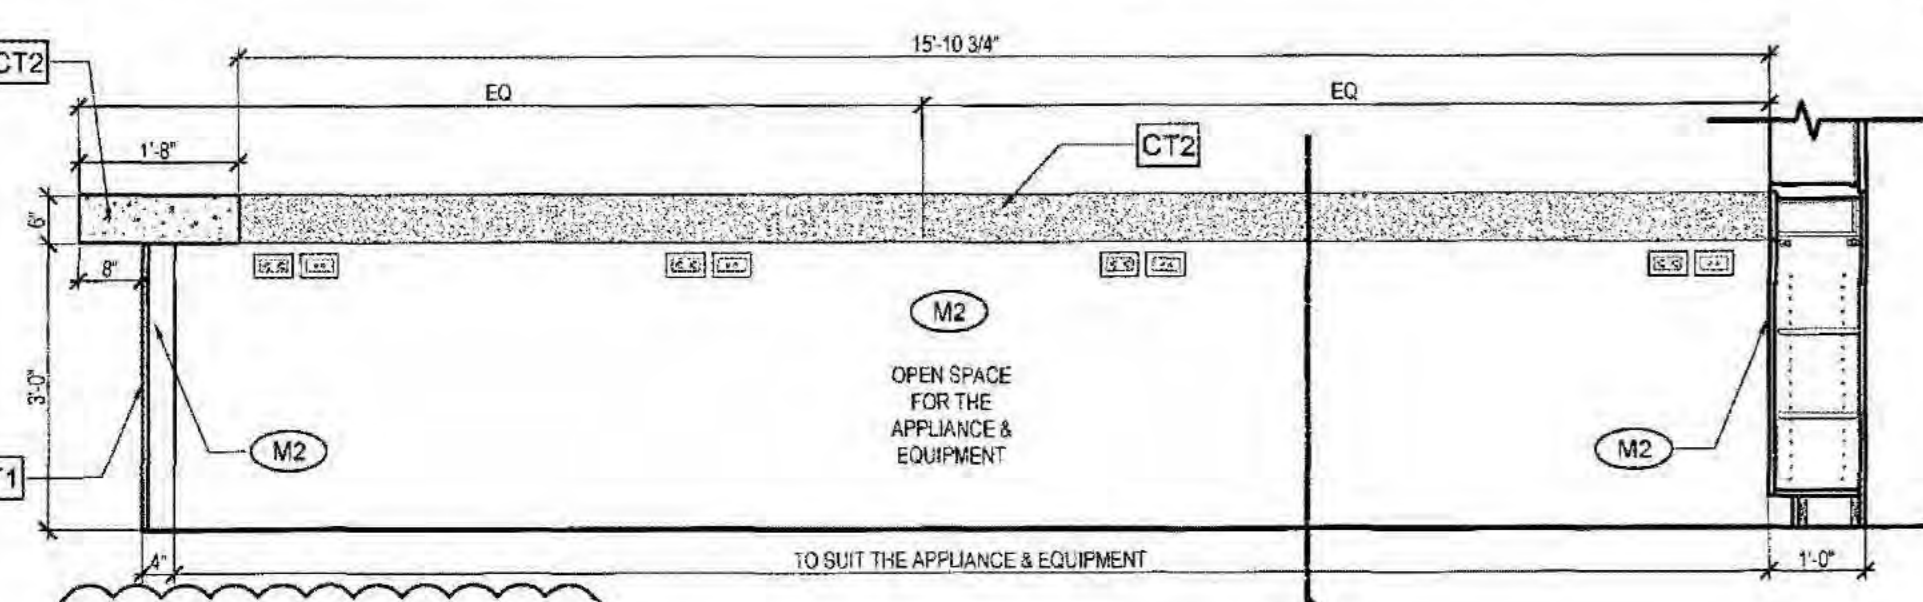 15'-10 3/4"
CT2
EQ
EQ
1'-8"
CT2
6"
8"
M2
OPEN SPACE
FOR THE
APPLIANCE &
EQUIPMENT
3'-0"
M2
M2
4"
TO SUIT THE APPLIANCE & EQUIPMENT
1'-0"